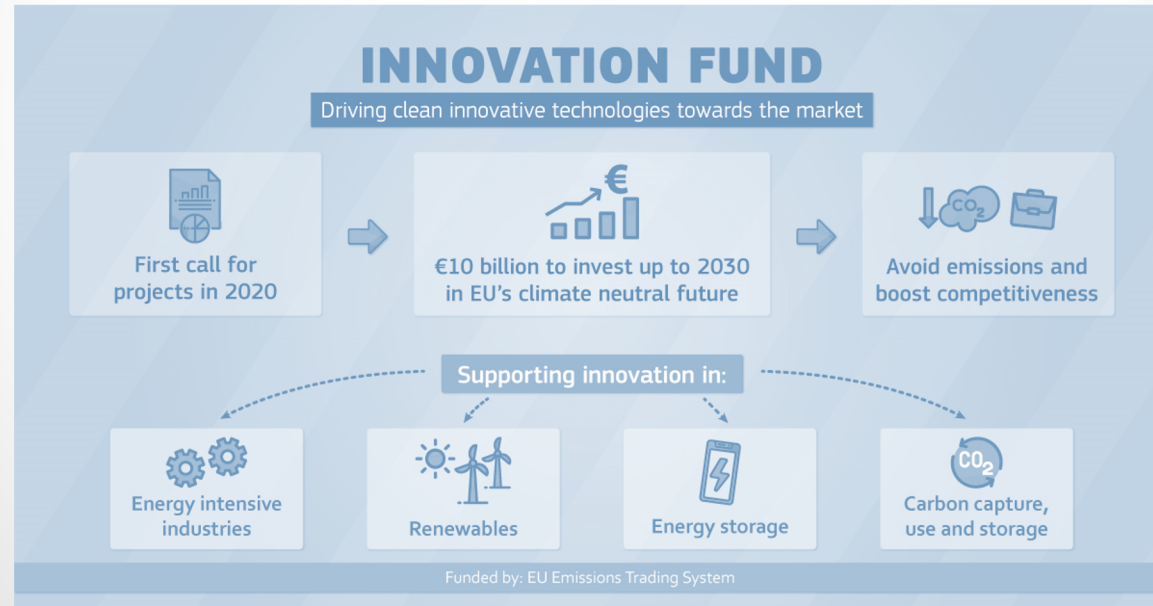 INNOVATION FUND
Driving clean innovative technologies towards the market
First call for
projects in 2020
€
€10 billion to invest up to 2030
in EU's climate neutral future
CO2
Avoid emissions and
boost competitiveness
Supporting innovation in:
Energy intensive
industries
Renewables
Energy storage
CO2
Carbon capture,
use and storage
Funded by: EU Emissions Trading System